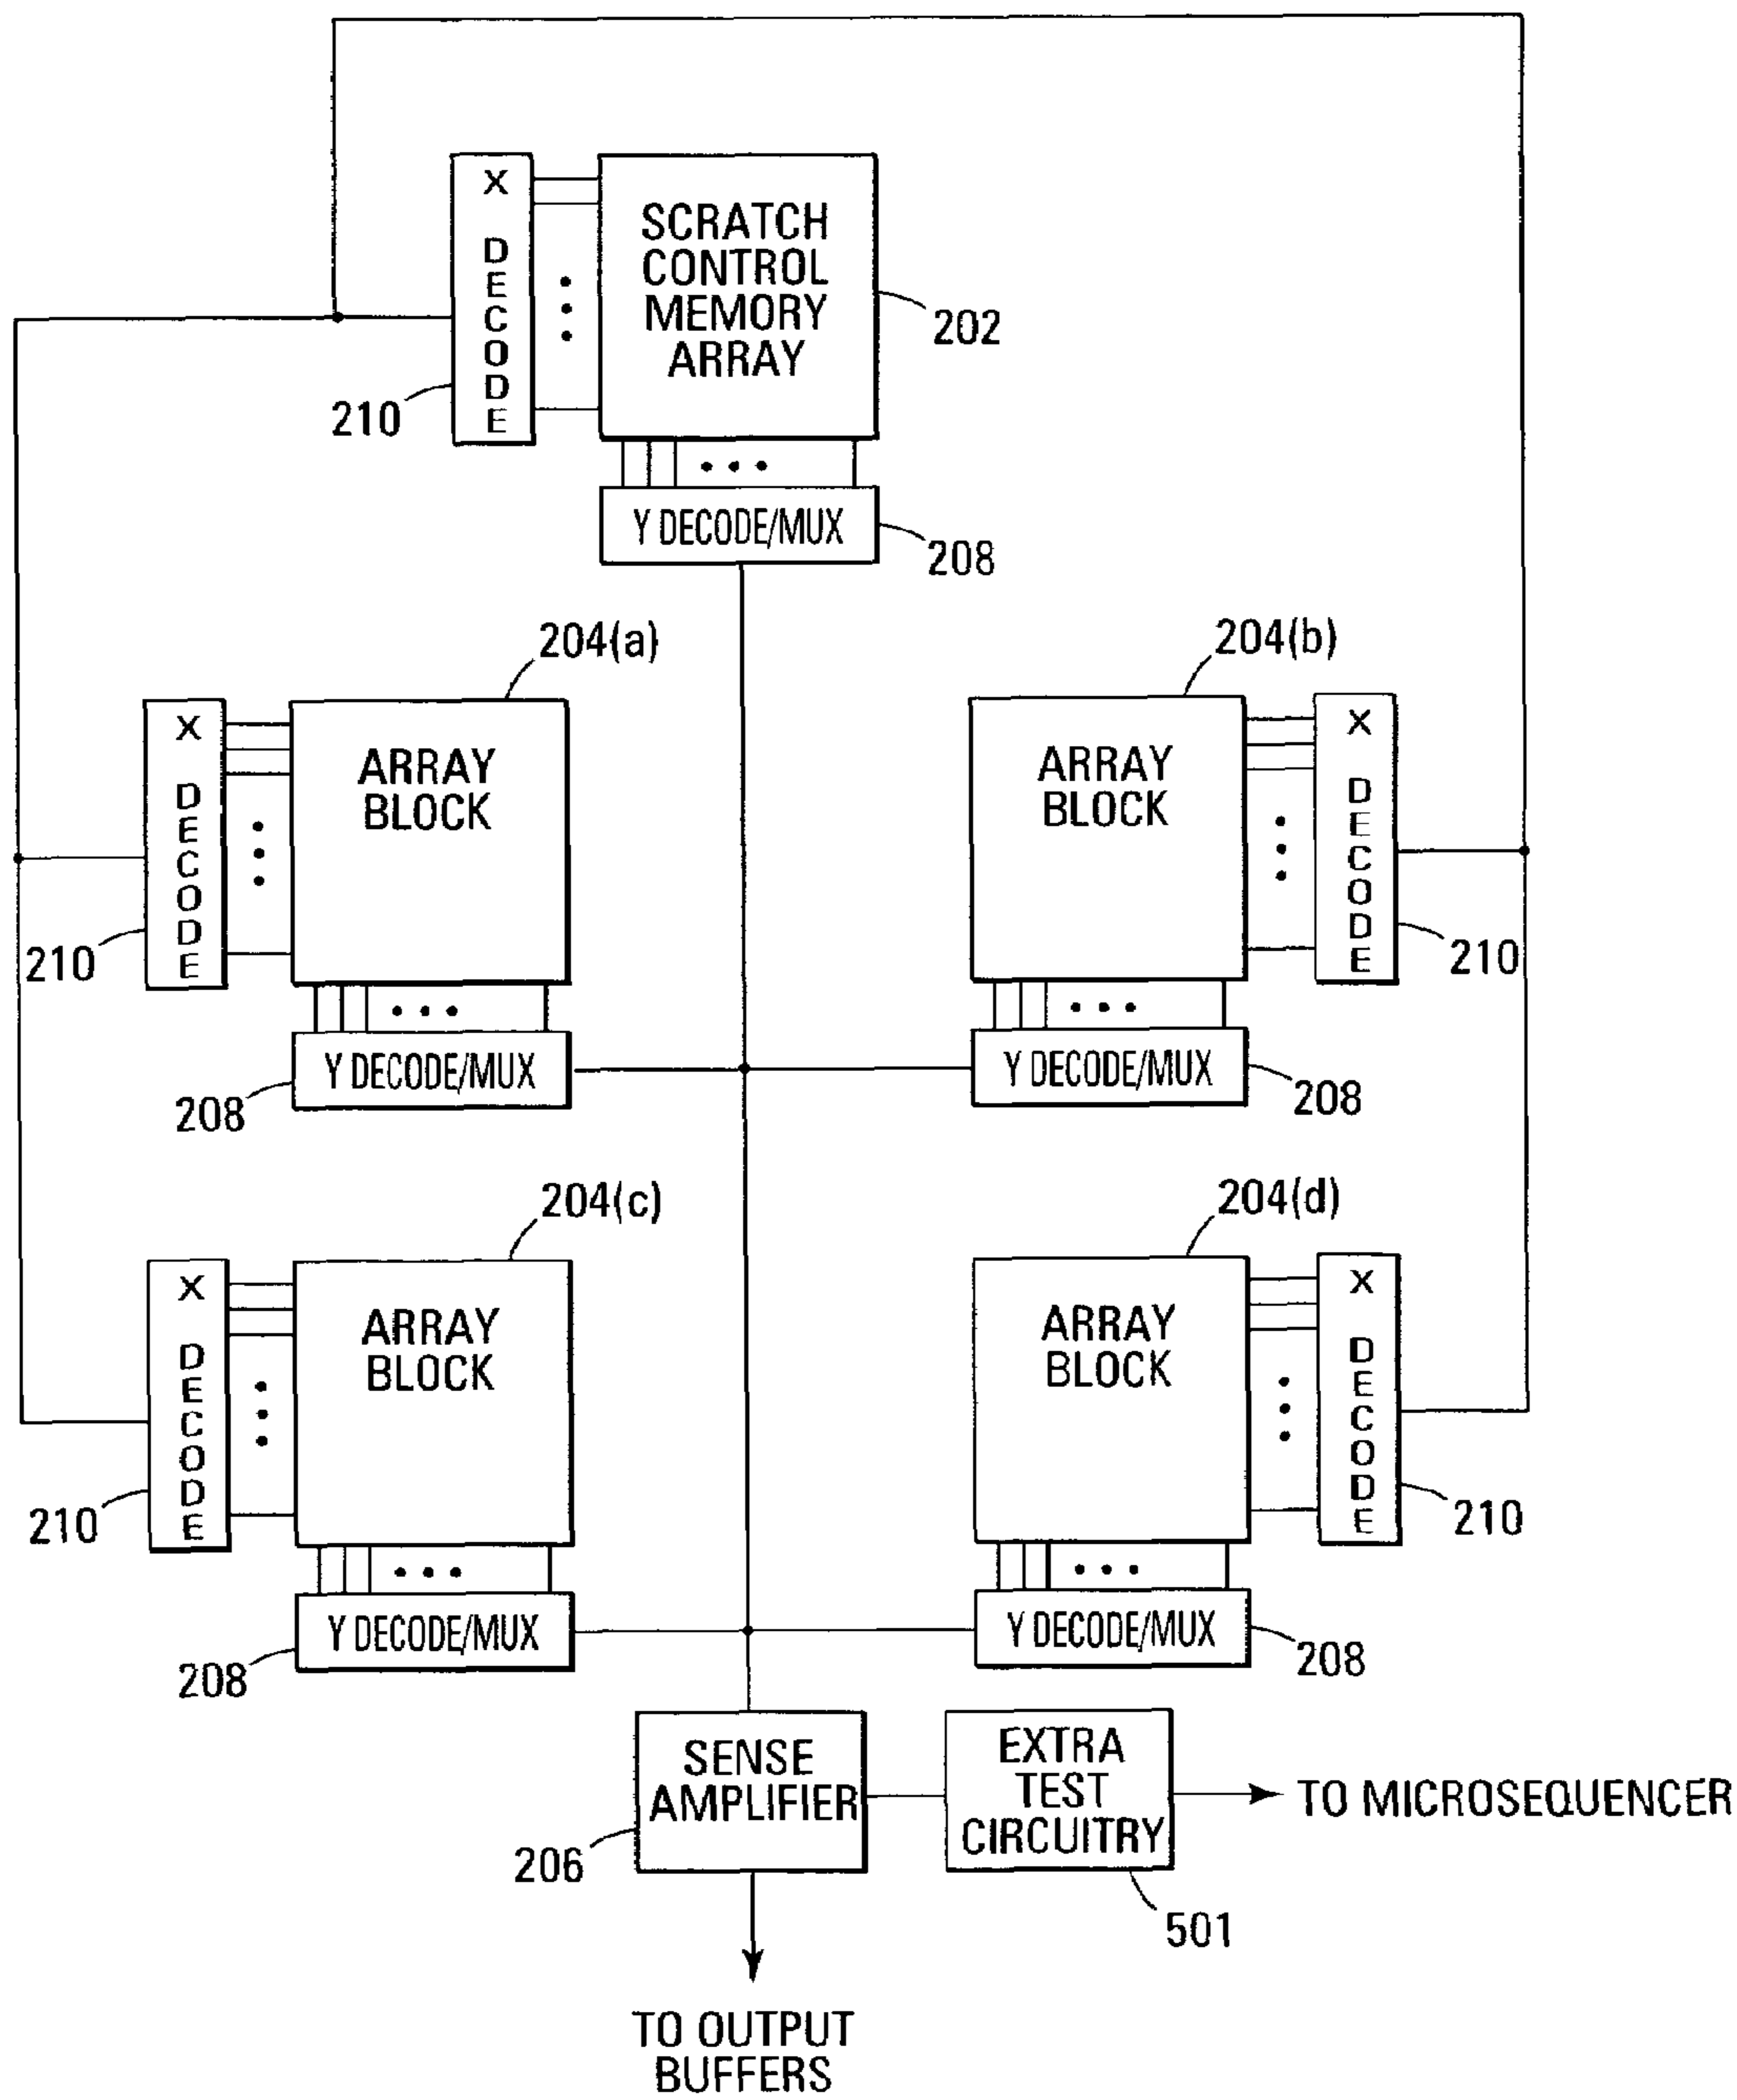 X DECODE
SCRATCH
CONTROL
MEMORY
ARRAY
202
210
Y DECODE/MUX
208
204(a)
204(b)
X DECODE
ARRAY
BLOCK
ARRAY
BLOCK
X DECODE
210
210
Y DECODE/MUX
208
Y DECODE/MUX
208
204(c)
204(d)
X DECODE
ARRAY
BLOCK
ARRAY
BLOCK
X DECODE
210
210
Y DECODE/MUX
208
Y DECODE/MUX
208
SENSE
AMPLIFIER
206
EXTRA
TEST
CIRCUITRY
501
TO MICROSEQUENCER
TO OUTPUT
BUFFERS